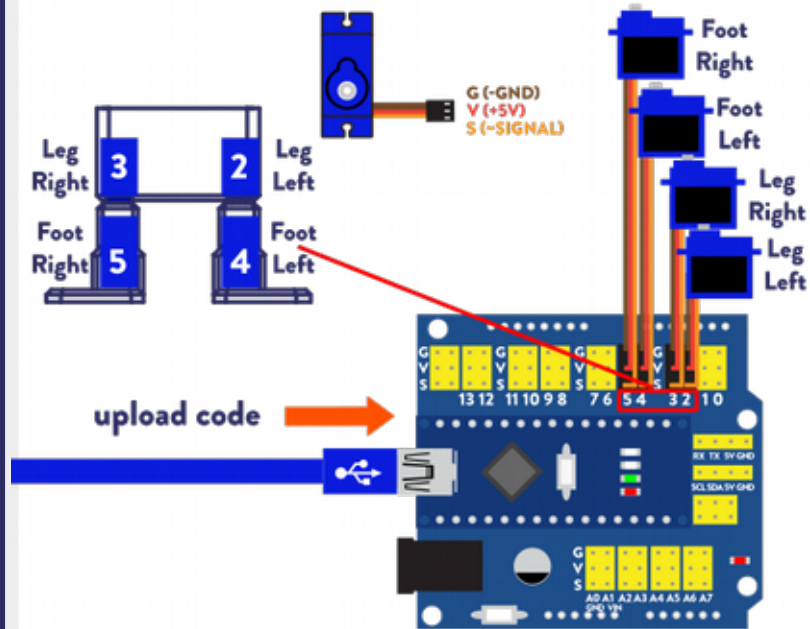 Foot
Right
Foot
Left
Leg
Right
Leg
Left
G (-GND)
V (+5V)
S (~SIGNAL)
Leg
Right
3
2
Leg
Left
Foot
Right
5
4
Foot
Left
upload code
G
V
S
G
V
S
G
V
S
13 12 11 10 9 8 7 6 5 4 3 2 1 0
RX TX 5V GND
SCL SDA 5V GND
G
V
S
A0 A1 A2 A3 A4 A5 A6 A7
GND VIN